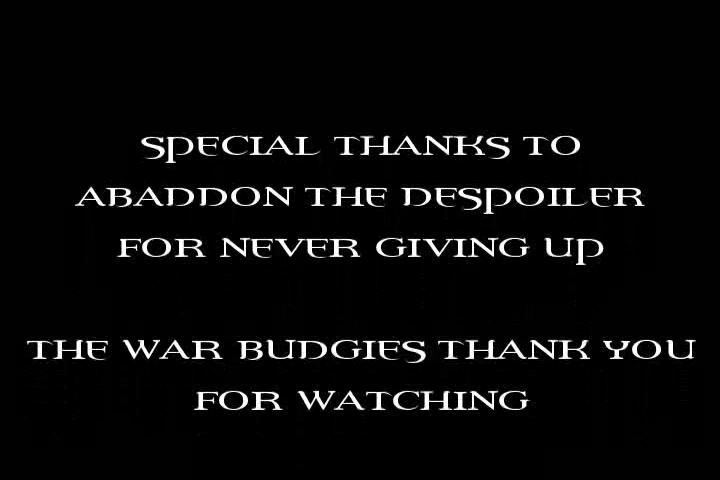 SPECIAL THANKS TO
ABADDON THE DESPOILER
FOR NEVER GIVING UP
THE WAR BUDGIES THANK YOU
FOR WATCHING